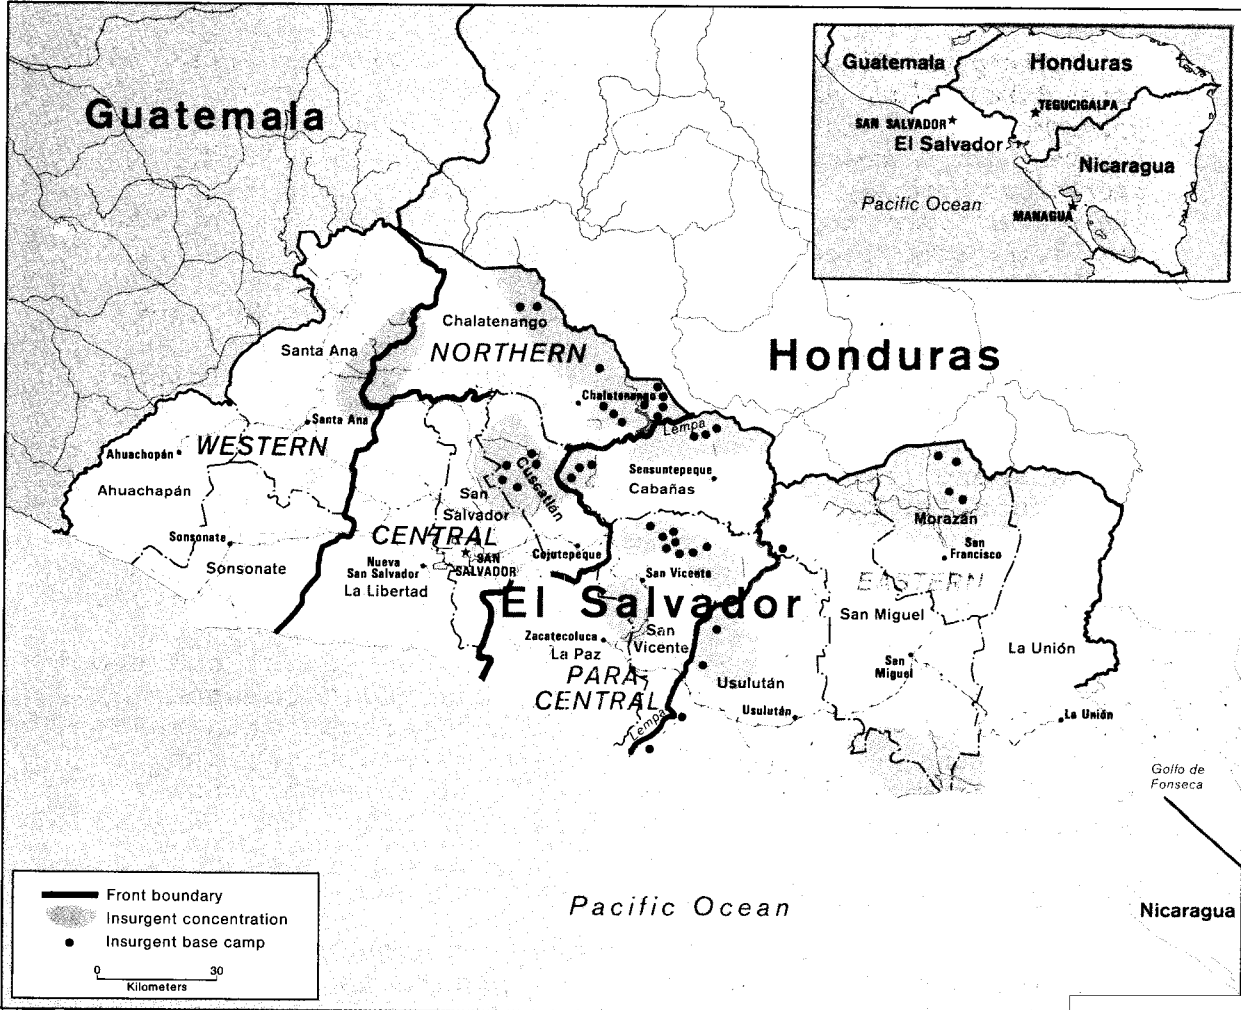 Guatemala
Guatemala
Honduras
TEGUCIGALPA
SAN SALVADOR
El Salvador
Nicaragua
Pacific Ocean
MANAGUA
Chalatenango
NORTHERN
Honduras
Santa Ana
Santa Ana
Chalatenango
Lempa
WESTERN
Ahuachopán
Ahuachapán
Sensuntepeque
Cabañas
Cuscatlán
San
Salvador
CENTRAL
Sonsonate
Sonsonate
Cojutepeque
Nueva
San Salvador
SAN
SALVADOR
La Libertad
Morazán
San
Francisco
EASTERN
San Vicente
El Salvador
San Miguel
San
Vicente
Zacatecoluca
La Paz
La Unión
San
Miguel
PARA-
CENTRAL
Usulután
Usulután
Lempa
La Unión
Golfo de
Fonseca
Front boundary
Insurgent concentration
Insurgent base camp
0 30
Kilometers
Pacific Ocean
Nicaragua